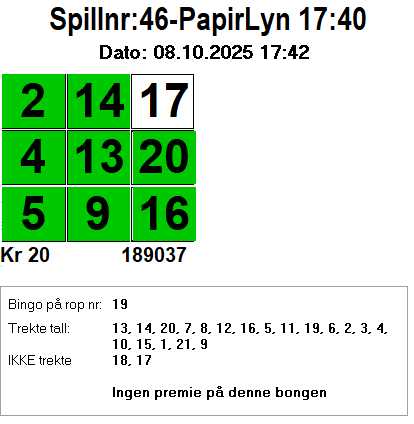 Spillnr:46-PapirLyn 17:40
Dato: 08.10.2025 17:42
2 14 17
4 13 20
5 9 16
Kr 20 189037
Bingo på rop nr: 19
Trekte tall: 13, 14, 20, 7, 8, 12, 16, 5, 11, 19, 6, 2, 3, 4,
10, 15, 1, 21, 9
IKKE trekte 18, 17
Ingen premie på denne bongen